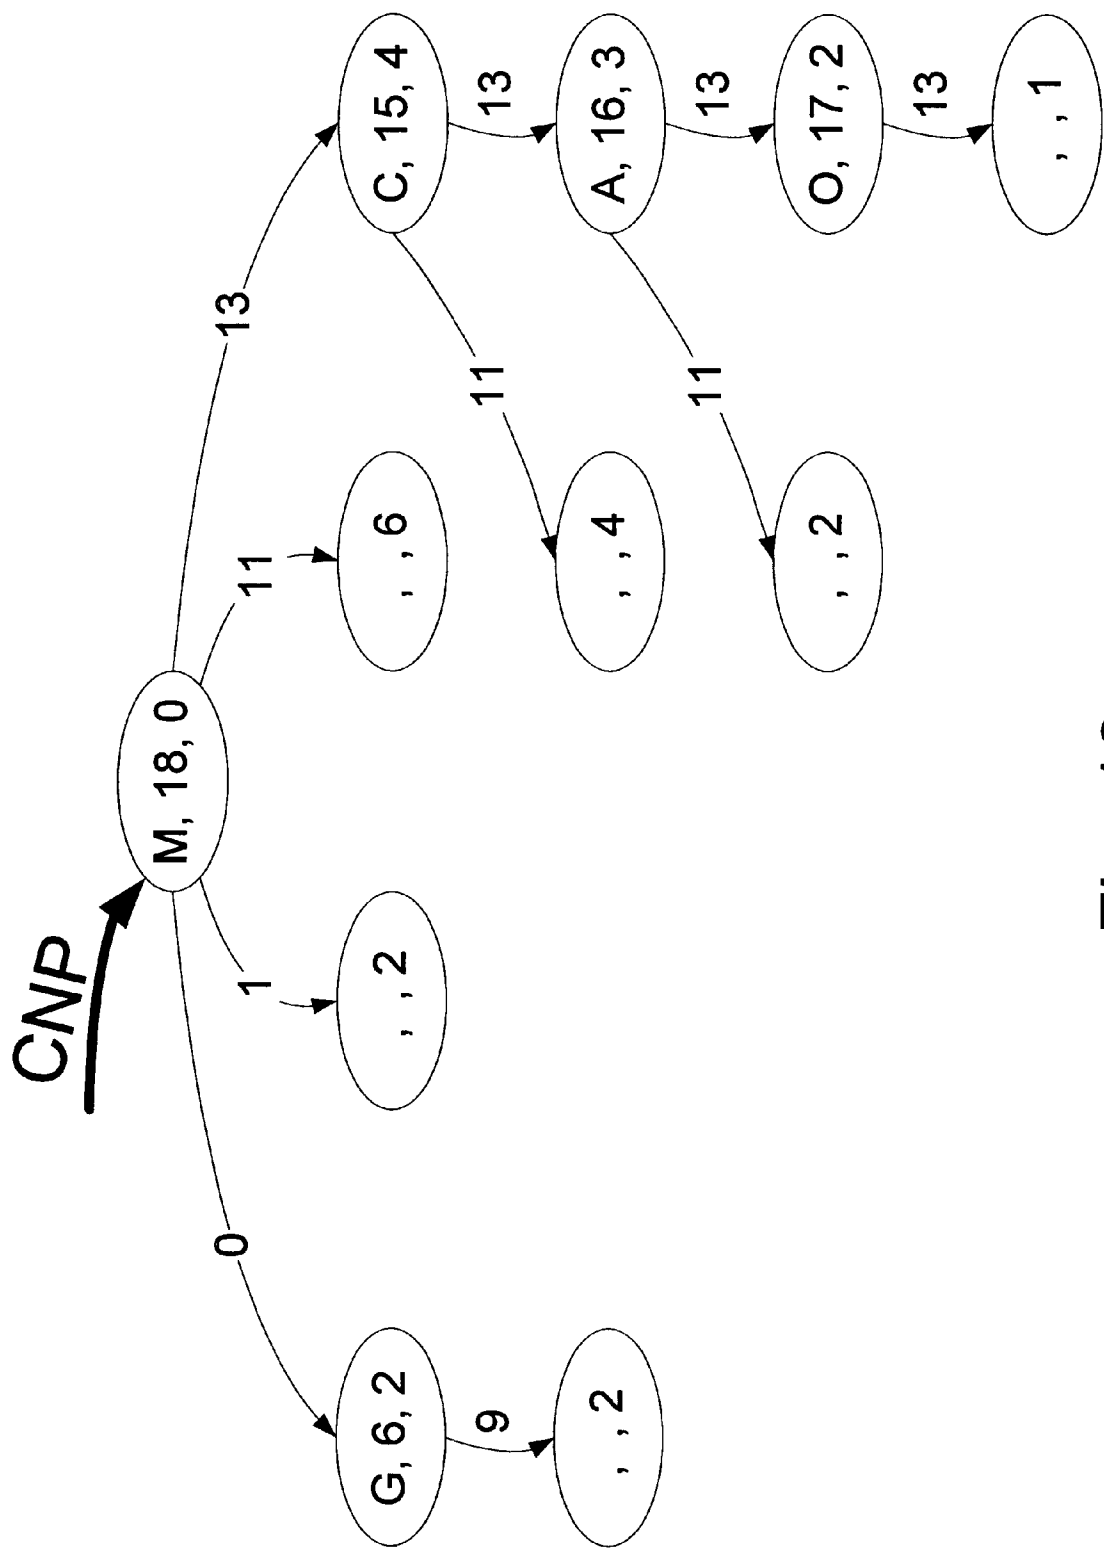 CNP
M, 18, 0
0
1
11
13
G, 6, 2
, , 2
, , 6
C, 15, 4
9
11
13
, , 2
, , 4
A, 16, 3
11
13
, , 2
O, 17, 2
13
, , 1